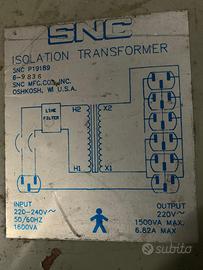 SNC
ISOLATION TRANSFORMER
SNC P19189
6-9836
SNC MFG. CO., INC.
OSHKOSH, WI U.S.A.
LINE
FILTER
H2 X2
H1 X1
INPUT
220-240V~
50/60HZ
1600VA
OUTPUT
220V~
1500VA MAX.
6.82A MAX.
subito